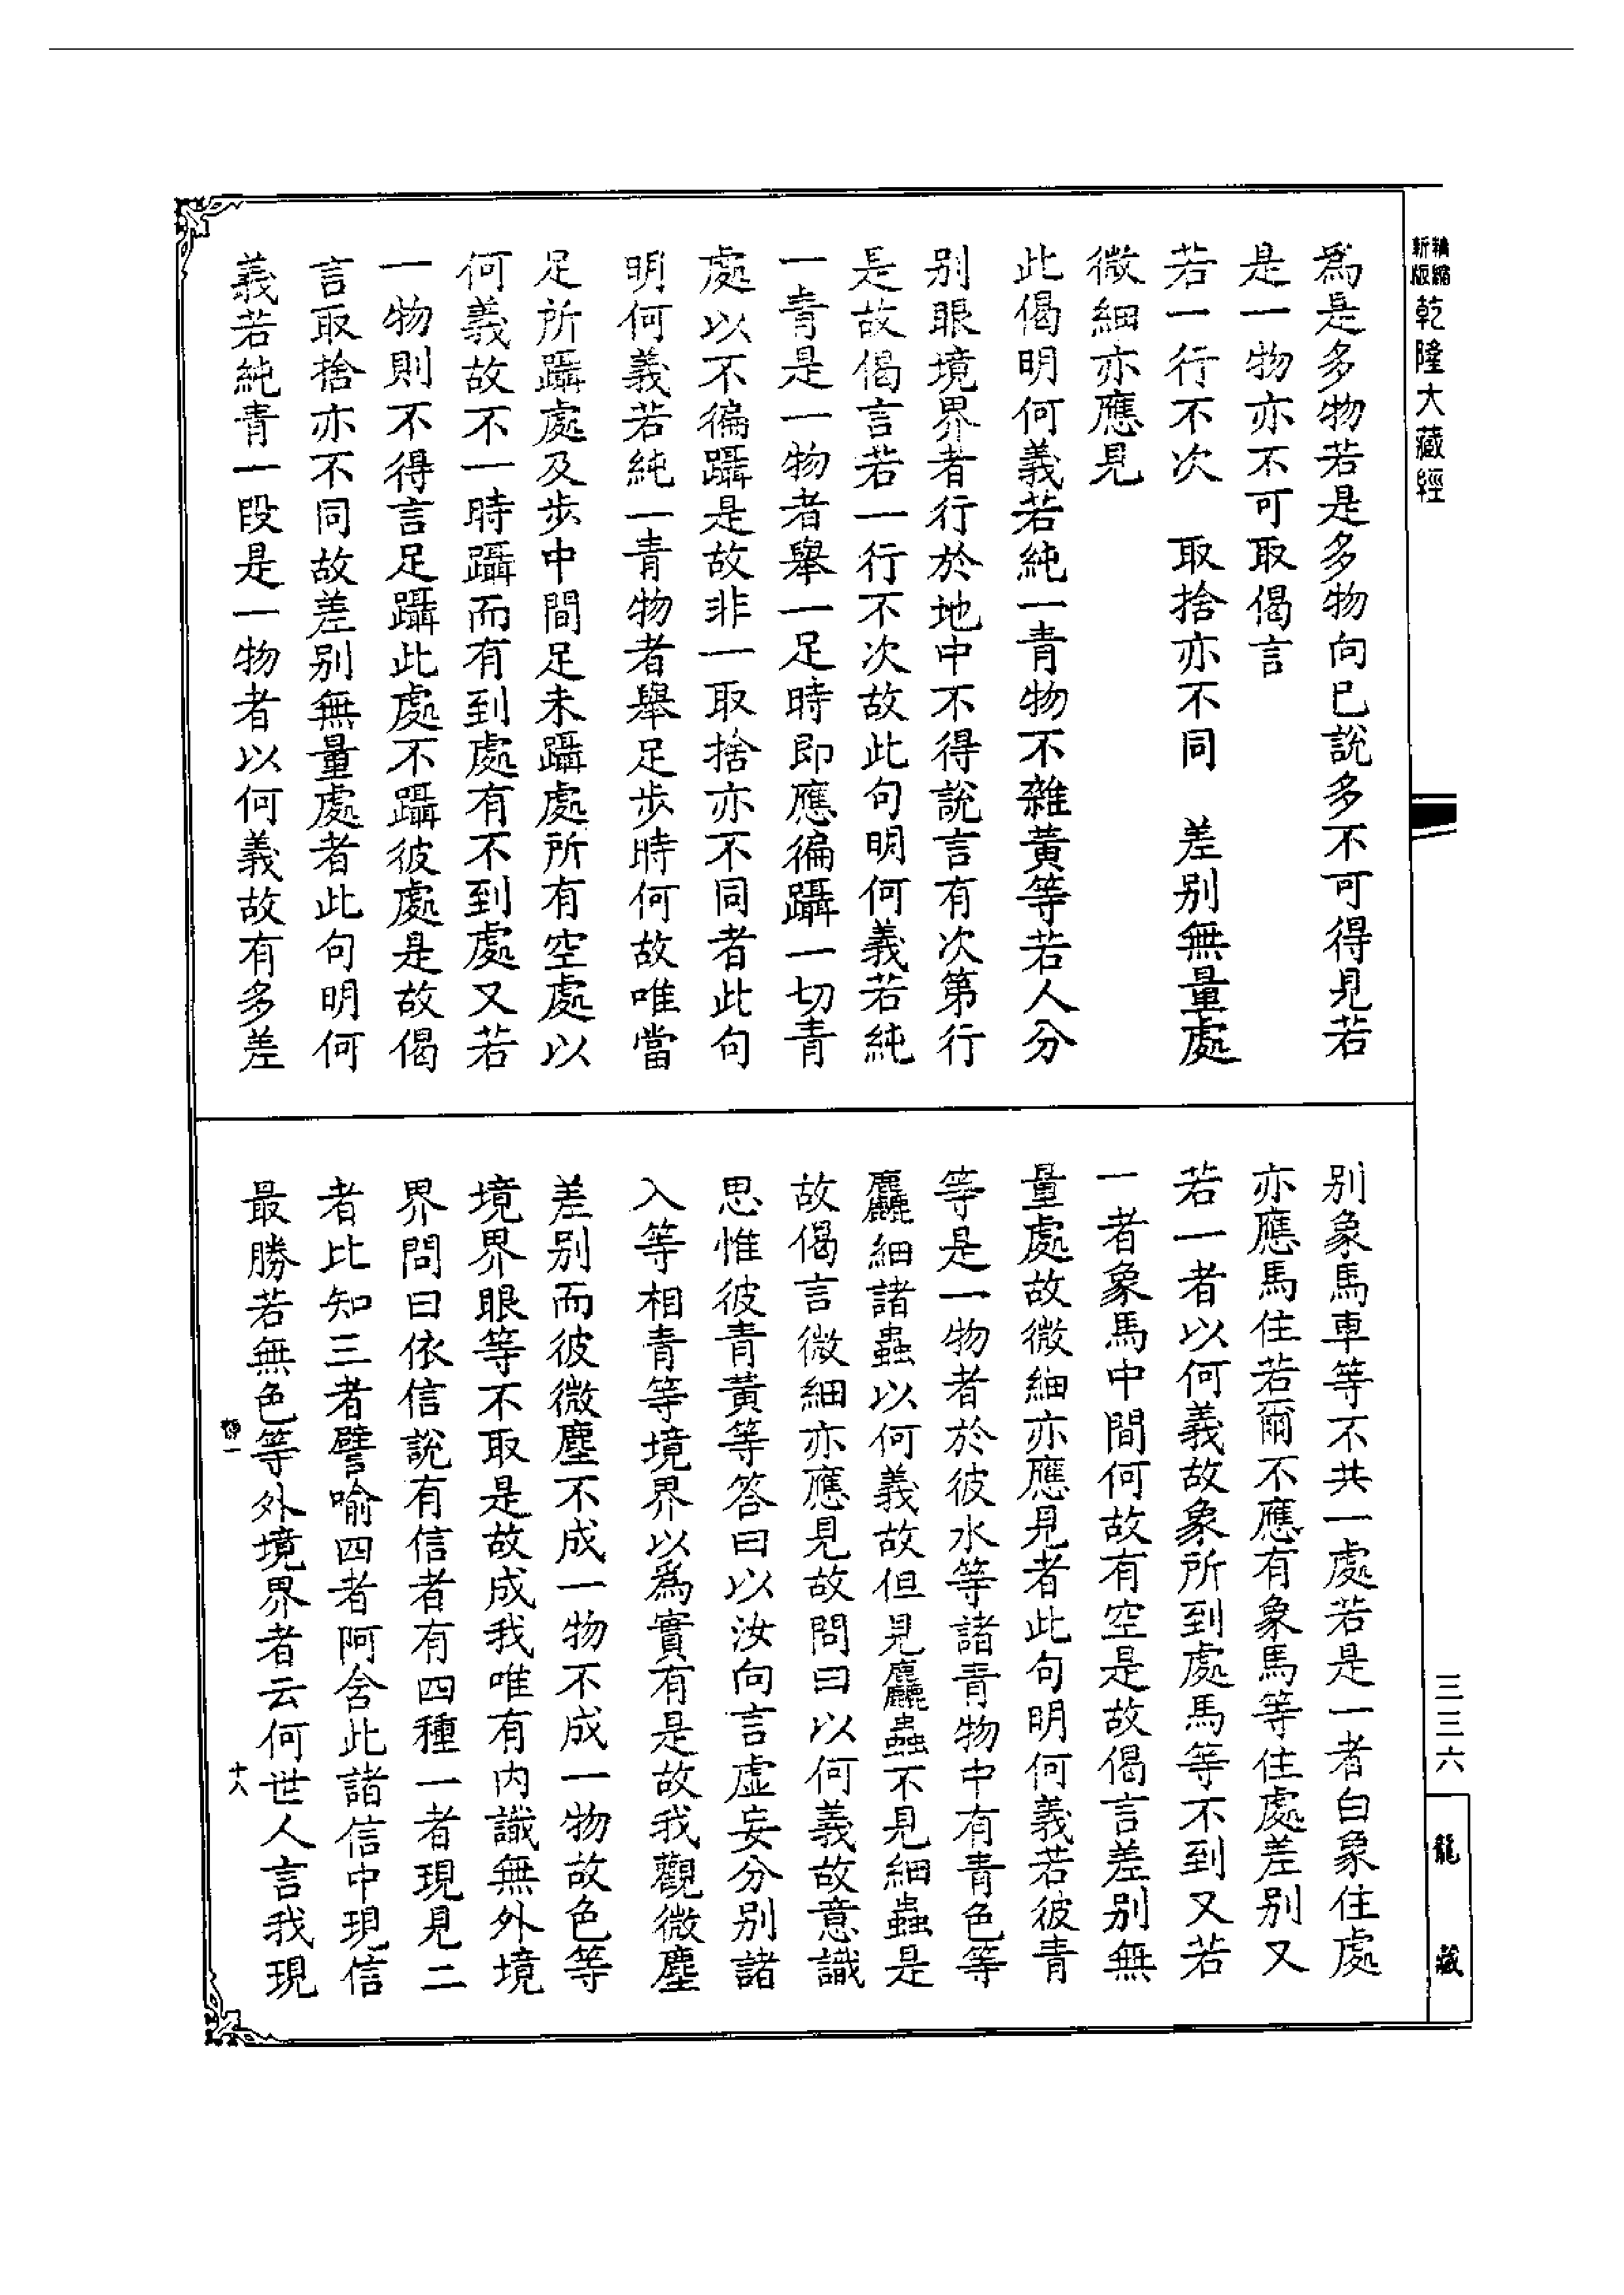 新版精縮乾隆大藏經
爲是多物若是多物向已說多不可得見若
是一物亦不可取偈言
若一行不次　取捨亦不同　差別無量處
微細亦應見
此偈明何義若純一青物不雜黃等若人分
別眼境界者行於地中不得說言有次第行
是故偈言若一行不次故此句明何義若純
一青是一物者舉一足時即應徧躡一切青
處以不徧躡是故非一取捨亦不同者此句
明何義若純一青物者舉足步時何故唯當
足所躡處及步中間足未躡處所有空處以
何義故不一時躡而有到處有不到處又若
一物則不得言足躡此處不躡彼處是故偈
言取捨亦不同故差別無量處者此句明何
義若純青一段是一物者以何義故有多差
別象馬車等不共一處若是一者白象住處
亦應馬住若爾不應有象馬等住處差別又
若一者以何義故象所到處馬等不到又若
一者象馬中間何故有空是故偈言差別無
量處故微細亦應見者此句明何義若彼青
等是一物者於彼水等諸青物中有青色等
麤細諸蟲以何義故但見麤蟲不見細蟲是
故偈言微細亦應見故問曰以何義故意識
思惟彼青黃等答曰以汝向言虛妄分別諸
入等相青等境界以爲實有是故我觀微塵
差別而彼微塵不成一物不成一物故色等
境界眼等不取是故成我唯有內識無外境
界問曰依信說有信者有四種一者現見二
者比知三者譬喻四者阿含此諸信中現信
最勝若無色等外境界者云何世人言我現
十八
三三六
龍藏